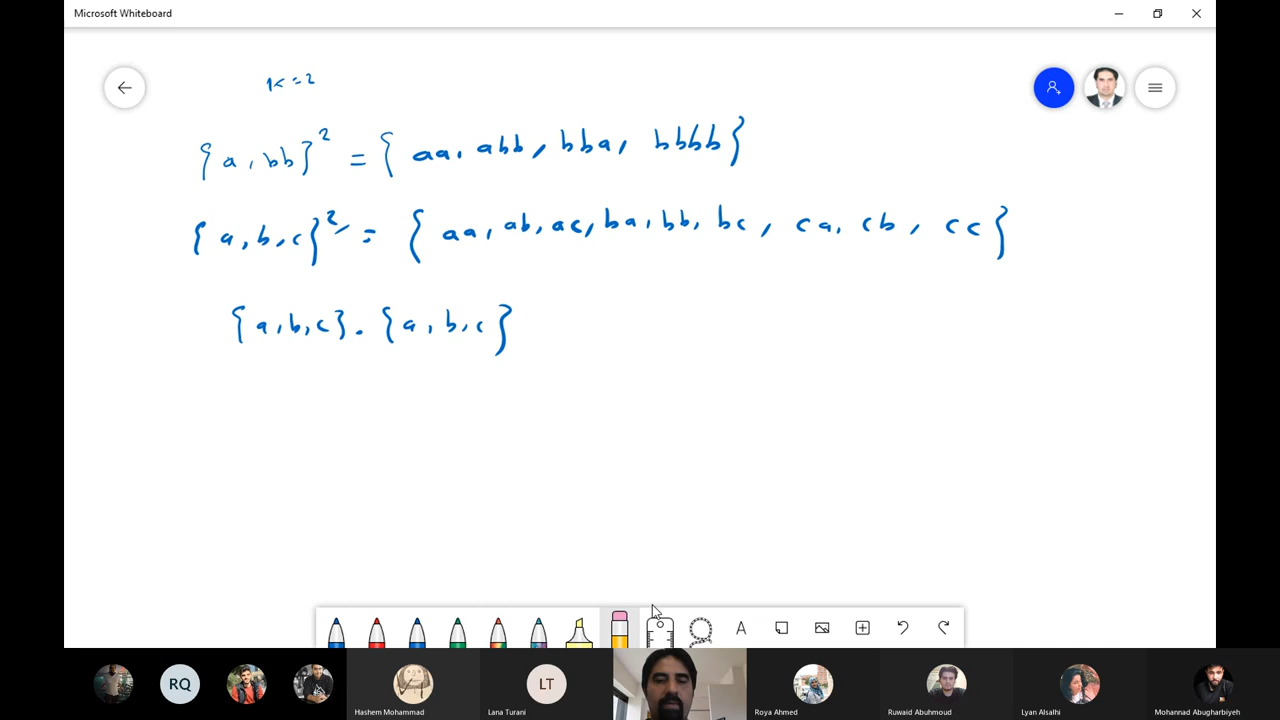 Microsoft Whiteboard
K=2
{a, bb}² = {aa, abb, bba, bbbb}
{a,b,c}² = {aa, ab, ac, ba, bb, bc, ca, cb, cc}
{a,b,c} . {a,b,c}
A
RQ
LT
Hashem Mohammad
Lana Turani
Roya Ahmed
Ruwaid Abuhmoud
Lyan Alsalhi
Mohannad Abugharbiyeh